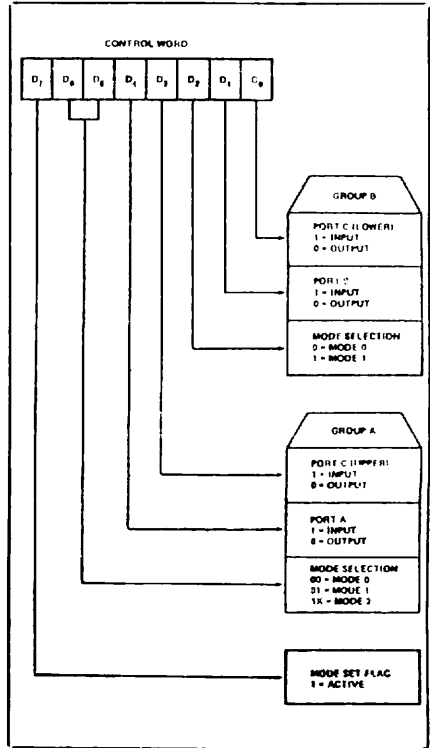 CONTROL WORD
D7 D6 D5 D4 D3 D2 D1 D0
GROUP B
PORT C (LOWER)
1 = INPUT
0 = OUTPUT
PORT B
1 = INPUT
0 = OUTPUT
MODE SELECTION
0 = MODE 0
1 = MODE 1
GROUP A
PORT C (UPPER)
1 = INPUT
0 = OUTPUT
PORT A
1 = INPUT
0 = OUTPUT
MODE SELECTION
00 = MODE 0
01 = MODE 1
1X = MODE 2
MODE SET FLAG
1 = ACTIVE